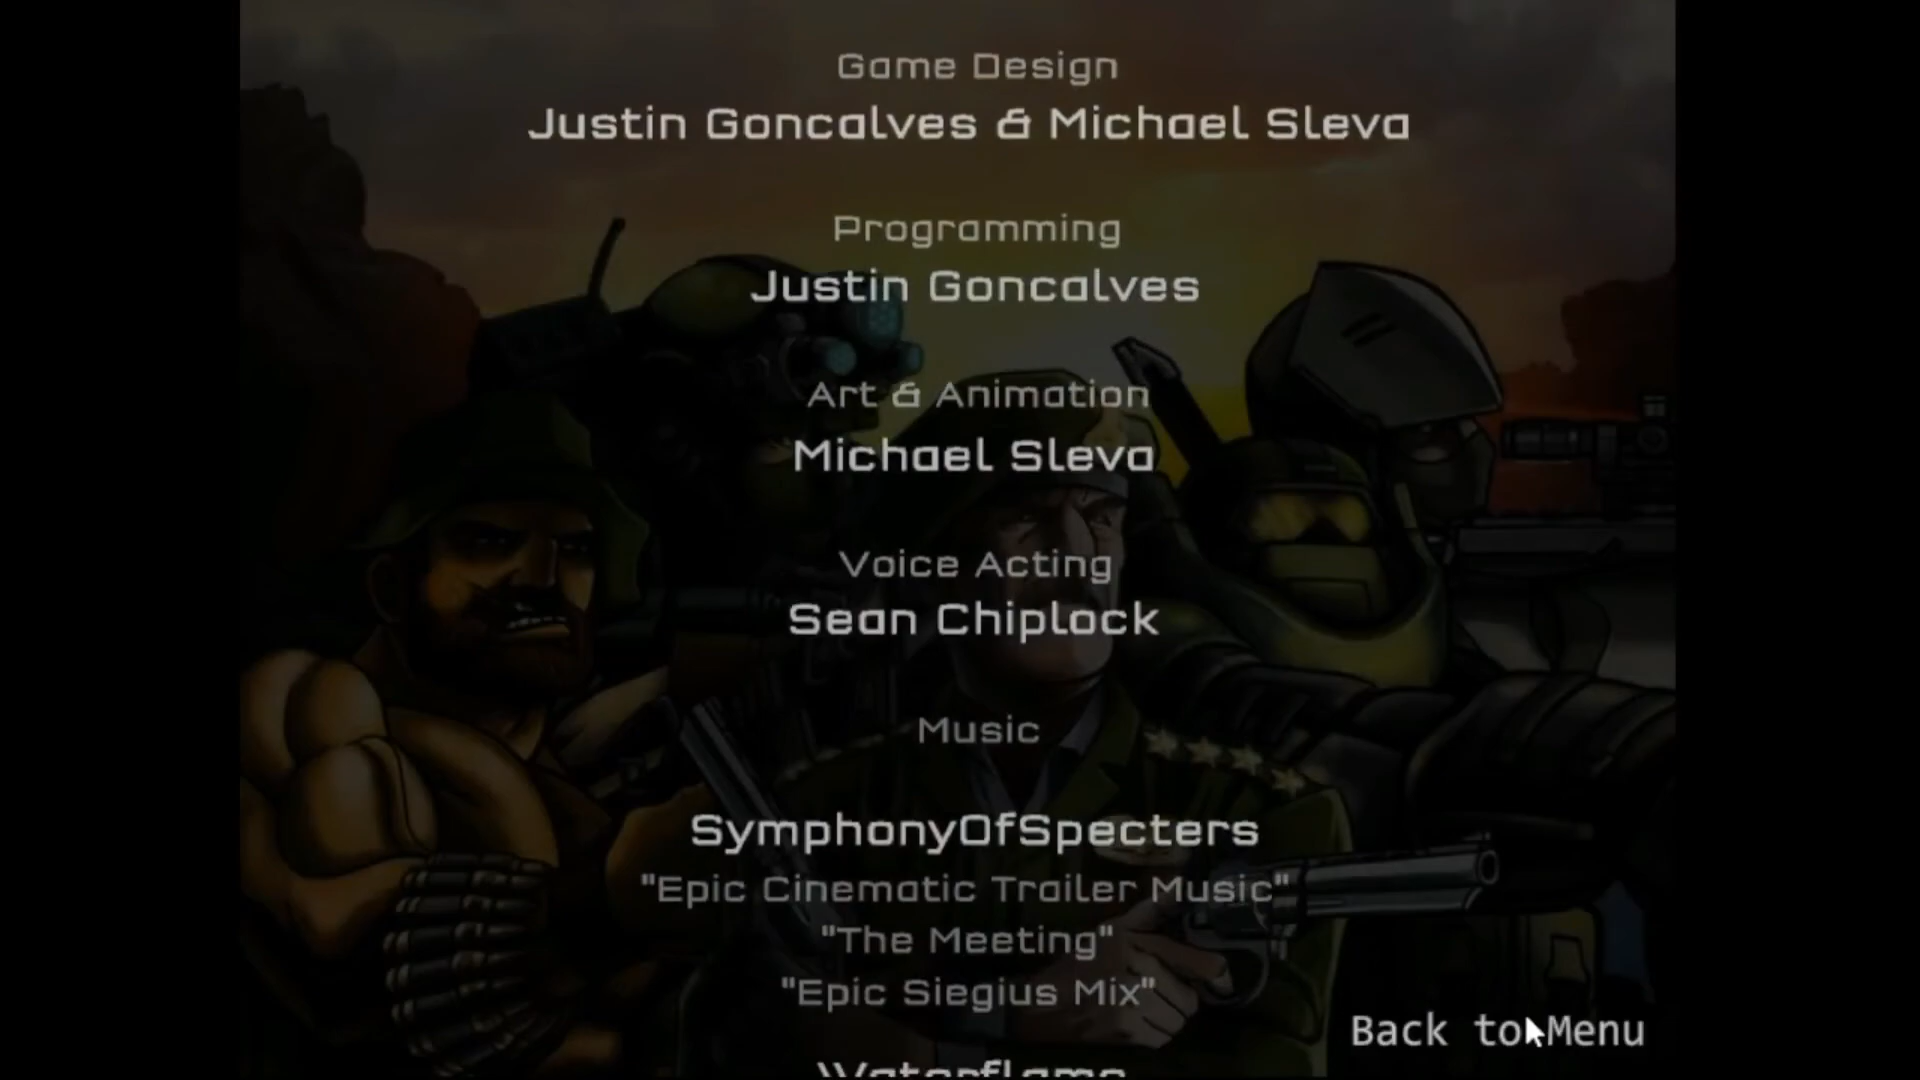 Game Design
Justin Goncalves & Michael Sleva
Programming
Justin Goncalves
Art & Animation
Michael Sleva
Voice Acting
Sean Chiplock
Music
SymphonyOfSpecters
"Epic Cinematic Trailer Music"
"The Meeting"
"Epic Siegius Mix"
Back to Menu
Waterflame